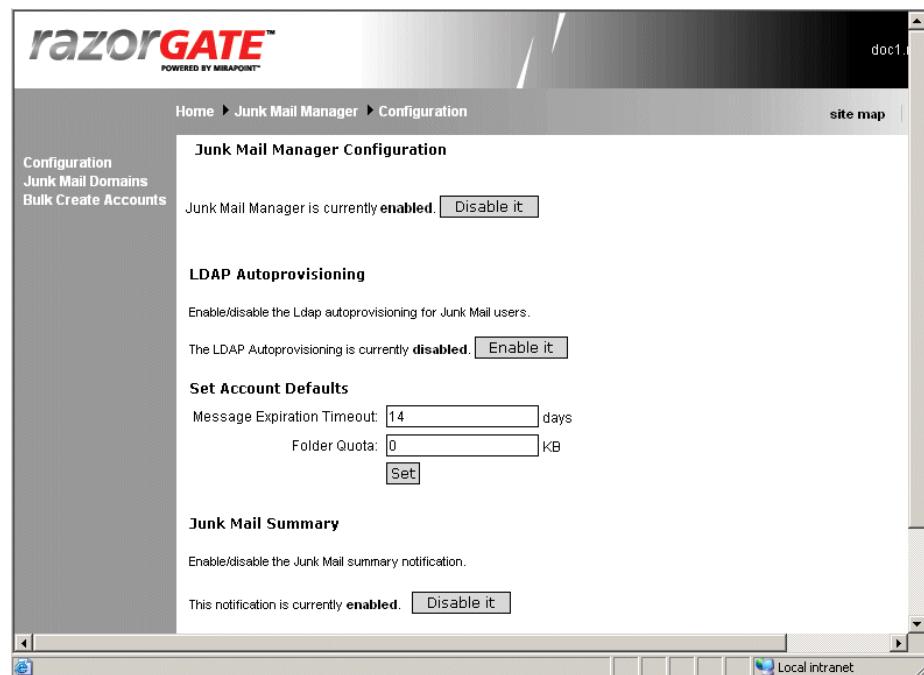 razorGATE™
POWERED BY MIRAPOINT™
doc1.
Home Junk Mail Manager Configuration
site map
Configuration
Junk Mail Domains
Bulk Create Accounts
Junk Mail Manager Configuration
Junk Mail Manager is currently enabled. Disable it
LDAP Autoprovisioning
Enable/disable the Ldap autoprovisioning for Junk Mail users.
The LDAP Autoprovisioning is currently disabled. Enable it
Set Account Defaults
Message Expiration Timeout: 14 days
Folder Quota: 0 KB
Set
Junk Mail Summary
Enable/disable the Junk Mail summary notification.
This notification is currently enabled. Disable it
Local intranet